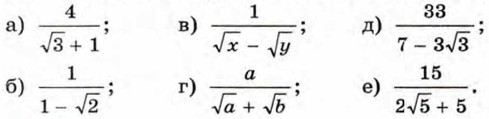 а) 4/(√3 + 1); в) 1/(√x − √y); д) 33/(7 − 3√3);
б) 1/(1 − √2); г) a/(√a + √b); е) 15/(2√5 + 5).